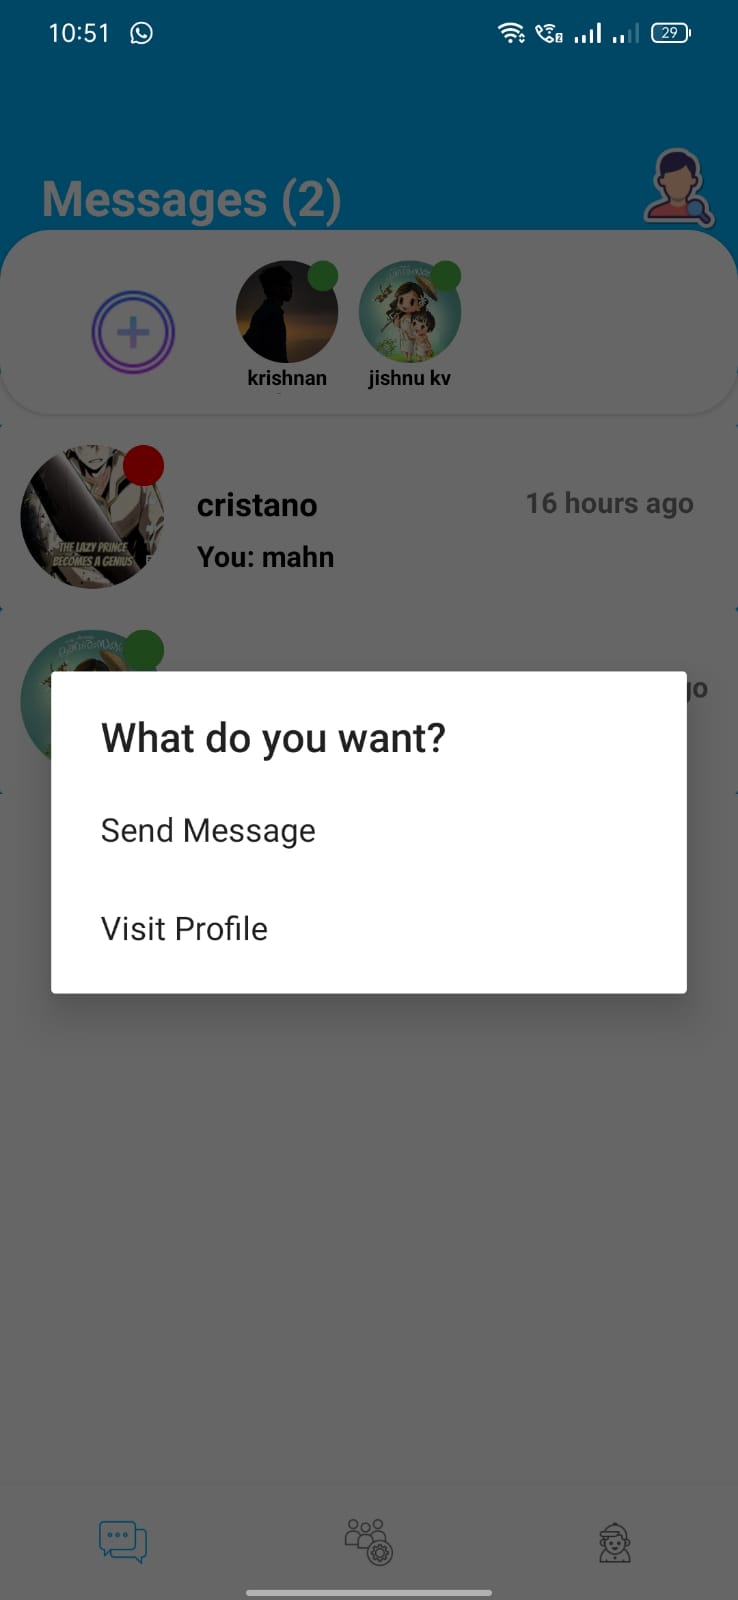 10:51
29
Messages (2)
krishnan
jishnu kv
cristano
16 hours ago
You: mahn
THE LAZY PRINCE
BECOMES A GENIUS
What do you want?
Send Message
Visit Profile